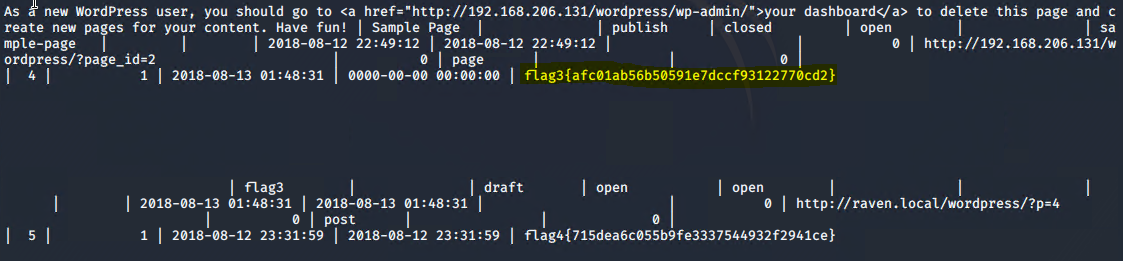 As a new WordPress user, you should go to <a href="http://192.168.206.131/wordpress/wp-admin/">your dashboard</a> to delete this page and c
reate new pages for your content. Have fun! | Sample Page | | publish | closed | open | | sa
mple-page | | | 2018-08-12 22:49:12 | 2018-08-12 22:49:12 | | 0 | http://192.168.206.131/w
ordpress/?page_id=2 | 0 | page | | 0 |
| 4 | 1 | 2018-08-13 01:48:31 | 0000-00-00 00:00:00 | flag3{afc01ab56b50591e7dccf93122770cd2}
| flag3 | | draft | open | open | | |
| | 2018-08-13 01:48:31 | 2018-08-13 01:48:31 | | 0 | http://raven.local/wordpress/?p=4
| 0 | post | | 0 |
| 5 | 1 | 2018-08-12 23:31:59 | 2018-08-12 23:31:59 | flag4{715dea6c055b9fe3337544932f2941ce}